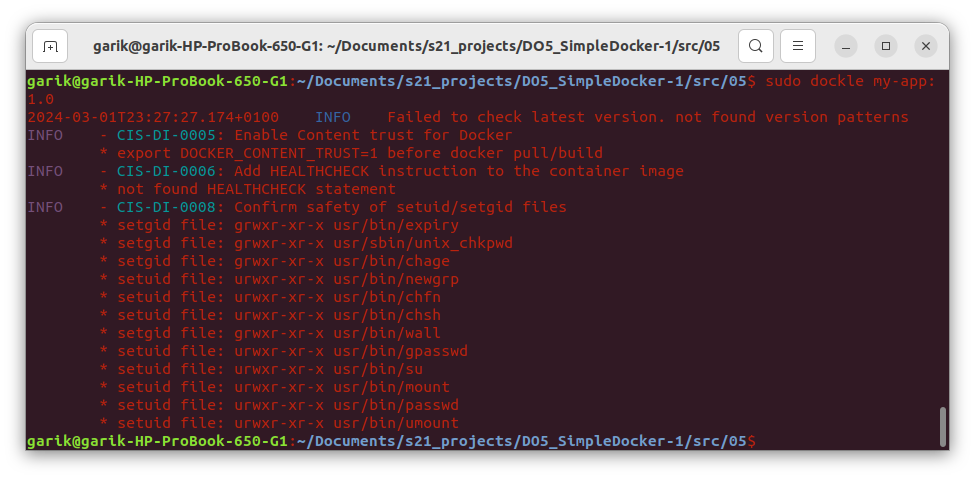 garik@garik-HP-ProBook-650-G1: ~/Documents/s21_projects/DO5_SimpleDocker-1/src/05
garik@garik-HP-ProBook-650-G1:~/Documents/s21_projects/DO5_SimpleDocker-1/src/05$ sudo dockle my-app:
1.0
2024-03-01T23:27:27.174+0100    INFO    Failed to check latest version. not found version patterns
INFO    - CIS-DI-0005: Enable Content trust for Docker
        * export DOCKER_CONTENT_TRUST=1 before docker pull/build
INFO    - CIS-DI-0006: Add HEALTHCHECK instruction to the container image
        * not found HEALTHCHECK statement
INFO    - CIS-DI-0008: Confirm safety of setuid/setgid files
        * setgid file: grwxr-xr-x usr/bin/expiry
        * setgid file: grwxr-xr-x usr/sbin/unix_chkpwd
        * setgid file: grwxr-xr-x usr/bin/chage
        * setuid file: urwxr-xr-x usr/bin/newgrp
        * setuid file: urwxr-xr-x usr/bin/chfn
        * setuid file: urwxr-xr-x usr/bin/chsh
        * setgid file: grwxr-xr-x usr/bin/wall
        * setuid file: urwxr-xr-x usr/bin/gpasswd
        * setuid file: urwxr-xr-x usr/bin/su
        * setuid file: urwxr-xr-x usr/bin/mount
        * setuid file: urwxr-xr-x usr/bin/passwd
        * setuid file: urwxr-xr-x usr/bin/umount
garik@garik-HP-ProBook-650-G1:~/Documents/s21_projects/DO5_SimpleDocker-1/src/05$